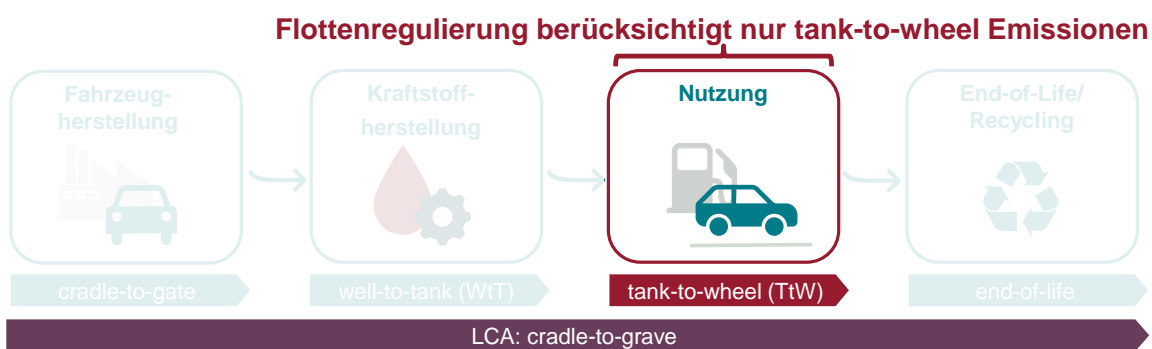 Flottenregulierung berücksichtigt nur tank-to-wheel Emissionen
Fahrzeug-
herstellung
Kraftstoff-
herstellung
Nutzung
End-of-Life/
Recycling
cradle-to-gate
well-to-tank (WtT)
tank-to-wheel (TtW)
end-of-life
LCA: cradle-to-grave